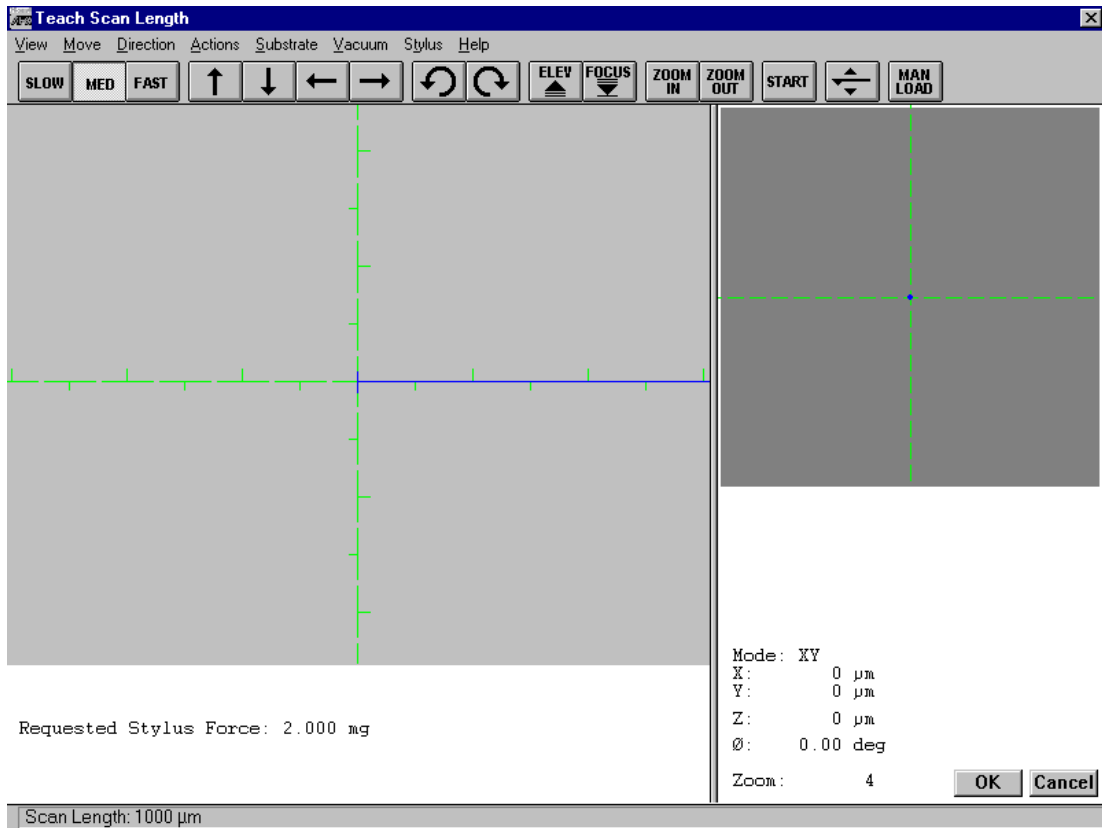 Teach Scan Length
View Move Direction Actions Substrate Vacuum Stylus Help
SLOW MED FAST ELEV FOCUS ZOOM IN ZOOM OUT START MAN LOAD
Mode: XY
X: 0 µm
Y: 0 µm
Z: 0 µm
Ø: 0.00 deg
Zoom: 4
OK Cancel
Requested Stylus Force: 2.000 mg
Scan Length: 1000 µm